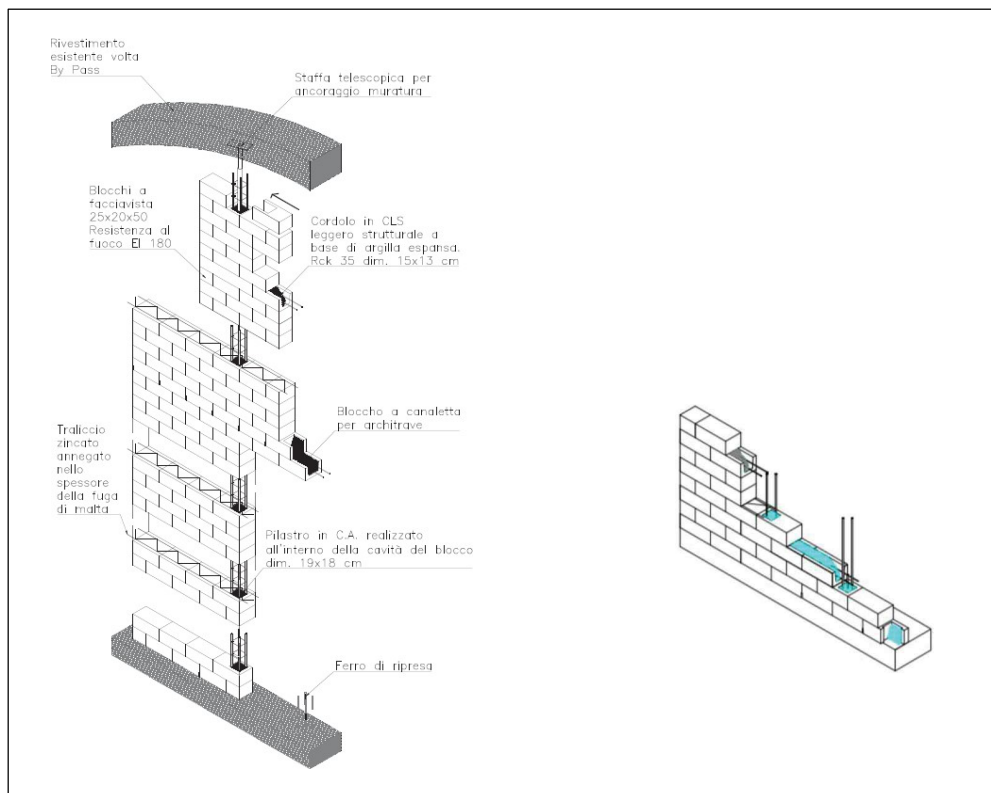 Rivestimento
esistente volta
By Pass
Staffa telescopica per
ancoraggio muratura
Blocchi a
facciavista
25x20x50
Resistenza al
fuoco EI 180
Cordolo in CLS
leggero strutturale a
base di argilla espansa.
Rck 35 dim. 15x13 cm
Bloccho a canaletta
per architrave
Traliccio
zincato
annegato
nello
spessore
della fuga
di malta
Pilastro in C.A. realizzato
all'interno della cavità del blocco
dim. 19x18 cm
Ferro di ripresa